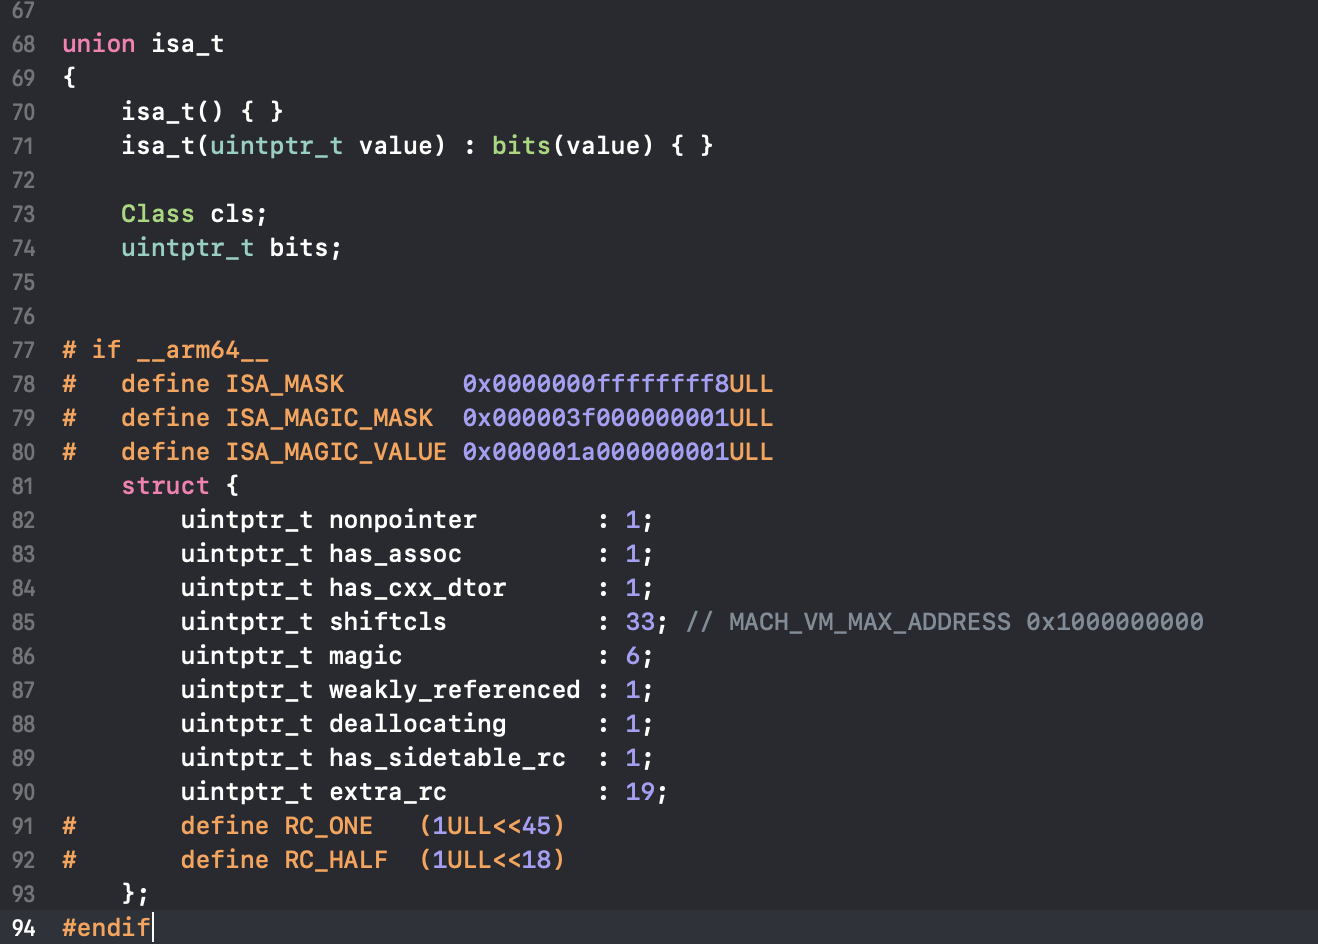 67
68 union isa_t
69 {
70     isa_t() { }
71     isa_t(uintptr_t value) : bits(value) { }
72
73     Class cls;
74     uintptr_t bits;
75
76
77 # if __arm64__
78 #   define ISA_MASK        0x0000000ffffffff8ULL
79 #   define ISA_MAGIC_MASK  0x000003f000000001ULL
80 #   define ISA_MAGIC_VALUE 0x000001a000000001ULL
81     struct {
82         uintptr_t nonpointer        : 1;
83         uintptr_t has_assoc         : 1;
84         uintptr_t has_cxx_dtor      : 1;
85         uintptr_t shiftcls          : 33; // MACH_VM_MAX_ADDRESS 0x1000000000
86         uintptr_t magic             : 6;
87         uintptr_t weakly_referenced : 1;
88         uintptr_t deallocating      : 1;
89         uintptr_t has_sidetable_rc  : 1;
90         uintptr_t extra_rc          : 19;
91 #       define RC_ONE   (1ULL<<45)
92 #       define RC_HALF  (1ULL<<18)
93     };
94 #endif